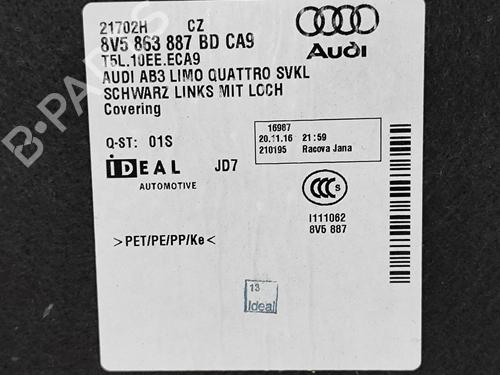 21702H CZ
8V5 863 887 BD CA9
T5L.10EE.ECA9
AUDI AB3 LIMO QUATTRO SVKL
SCHWARZ LINKS MIT LOCH
Covering
Audi
Q-ST: 01S
16987
20.11.16 21:59
210195 Racova Jana
IDEAL JD7
AUTOMOTIVE
CCC S
I111062
8V5 887
>PET/PE/PP/Ke<
13
Ideal
B-PARTS